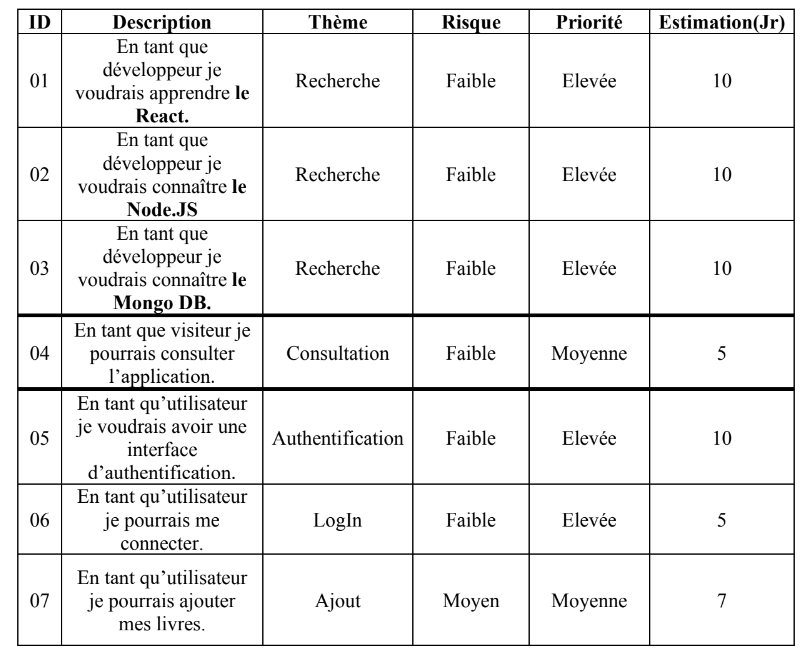 ID Description Thème Risque Priorité Estimation(Jr)
En tant que
développeur je
voudrais apprendre le
React.
01 Recherche Faible Elevée 10
En tant que
développeur je
voudrais connaître le
Node.JS
02 Recherche Faible Elevée 10
En tant que
développeur je
voudrais connaître le
Mongo DB.
03 Recherche Faible Elevée 10
En tant que visiteur je
pourrais consulter
l’application.
04 Consultation Faible Moyenne 5
En tant qu’utilisateur
je voudrais avoir une
interface
d’authentification.
05 Authentification Faible Elevée 10
En tant qu’utilisateur
je pourrais me
connecter.
06 LogIn Faible Elevée 5
En tant qu’utilisateur
je pourrais ajouter
mes livres.
07 Ajout Moyen Moyenne 7